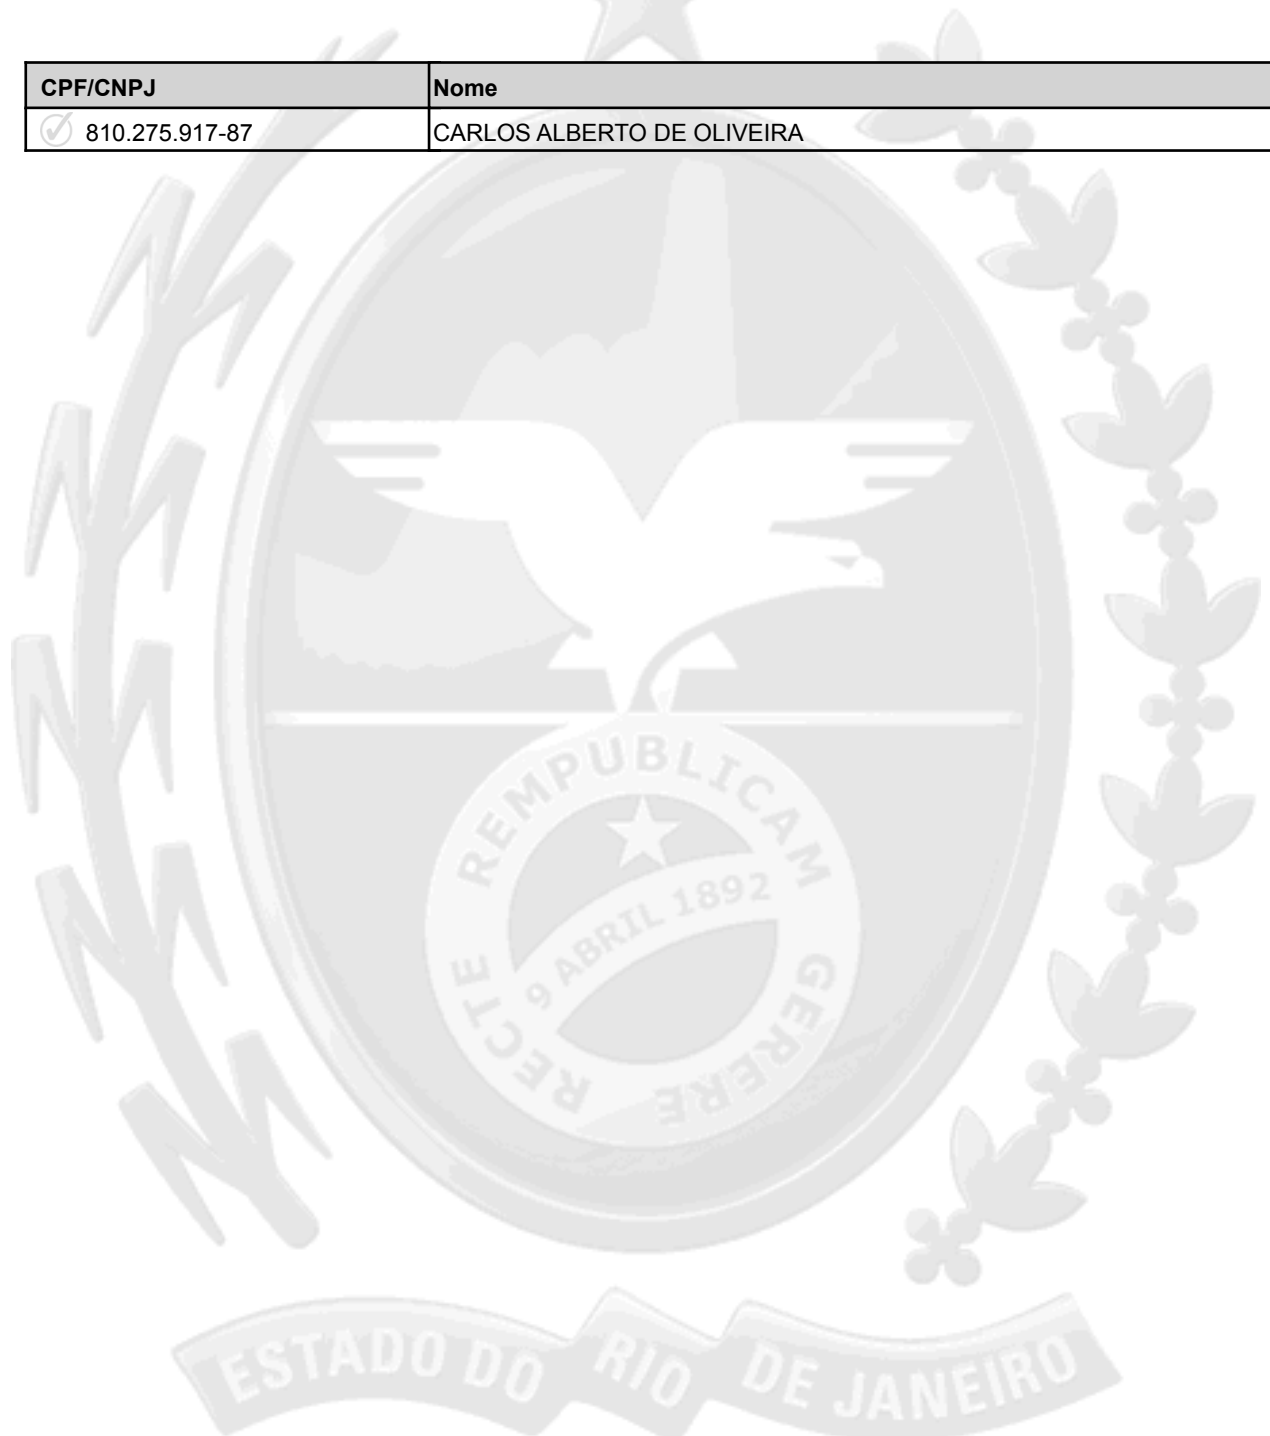 CPF/CNPJ Nome
810.275.917-87 CARLOS ALBERTO DE OLIVEIRA
REMPUBLICAM
9 ABRIL 1892
RECTE GERERE
ESTADO DO RIO DE JANEIRO